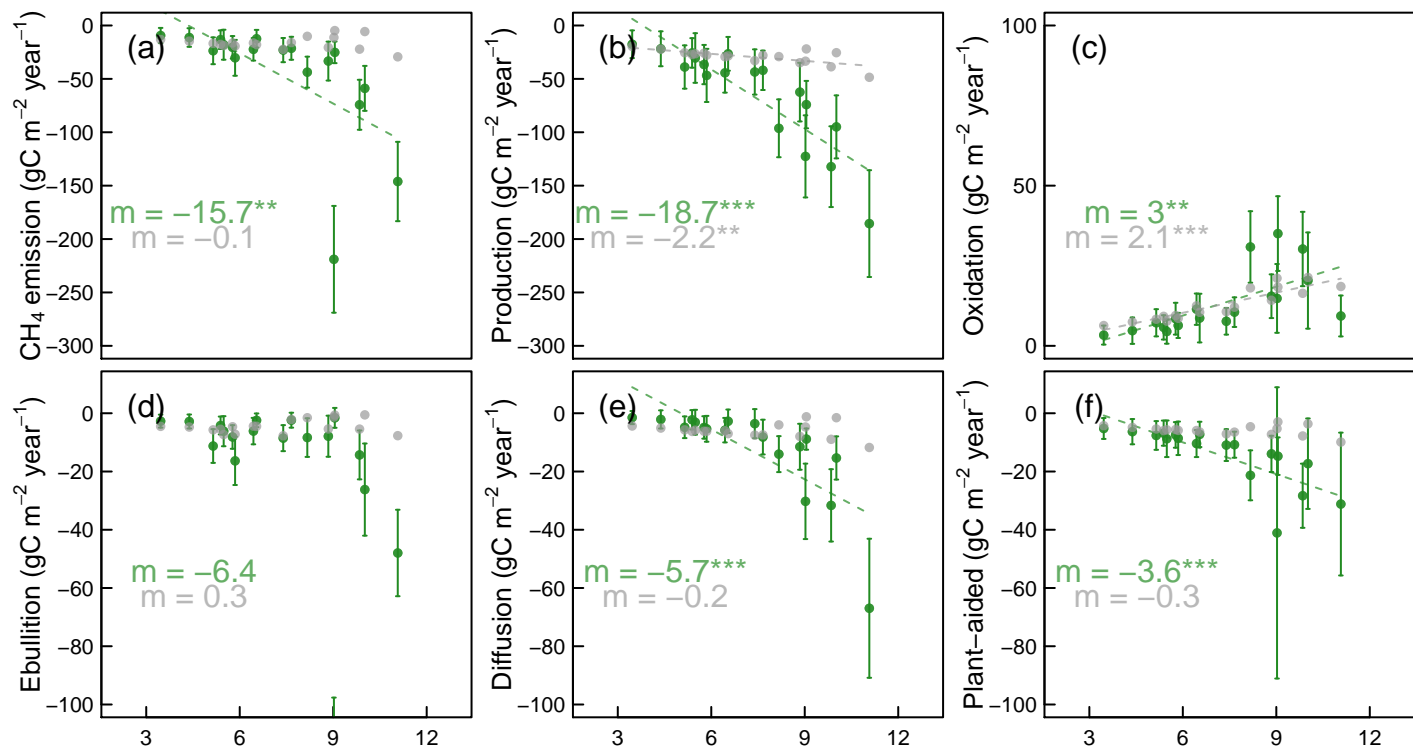 CH₄ emission (gC m⁻² year⁻¹)
0
−50
−100
−150
−200
−250
−300
(a)
m = −15.7**
m = −0.1
Production (gC m⁻² year⁻¹)
0
−50
−100
−150
−200
−250
−300
(b)
m = −18.7***
m = −2.2**
Oxidation (gC m⁻² year⁻¹)
100
50
0
(c)
m = 3**
m = 2.1***
Ebullition (gC m⁻² year⁻¹)
0
−20
−40
−60
−80
−100
(d)
m = −6.4
m = 0.3
3 6 9 12
Diffusion (gC m⁻² year⁻¹)
0
−20
−40
−60
−80
−100
(e)
m = −5.7***
m = −0.2
3 6 9 12
Plant−aided (gC m⁻² year⁻¹)
0
−20
−40
−60
−80
−100
(f)
m = −3.6***
m = −0.3
3 6 9 12